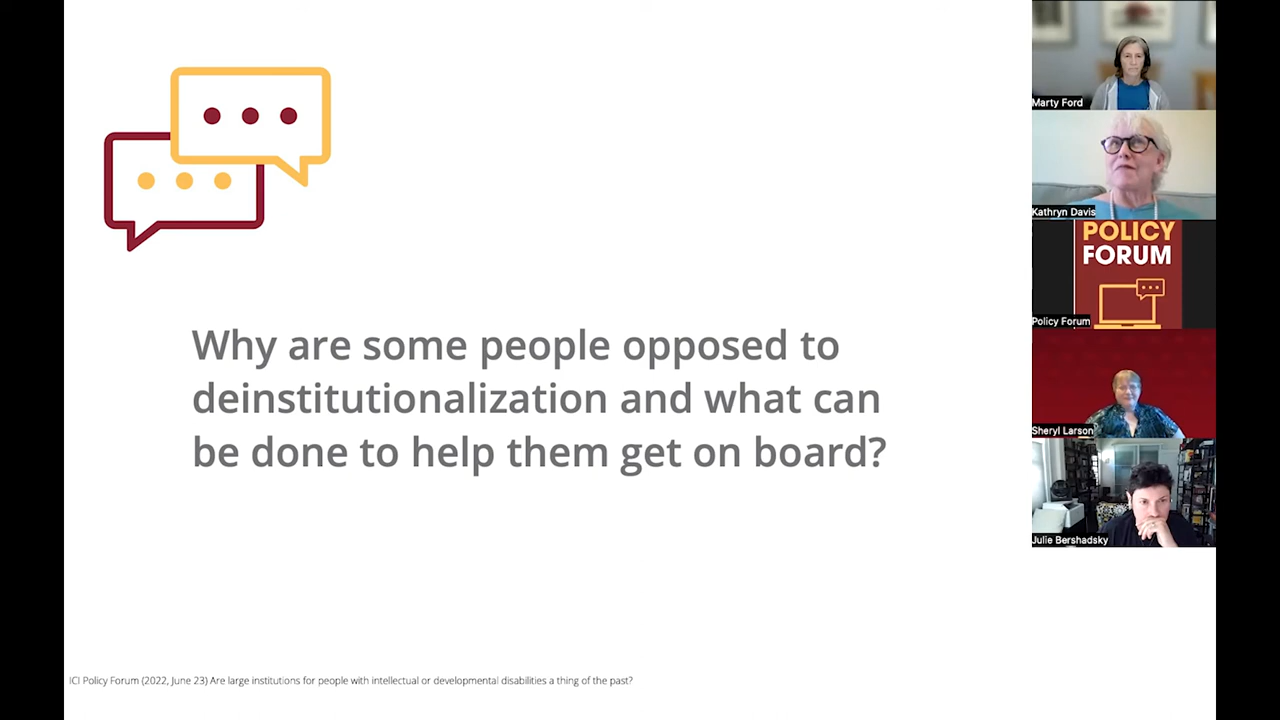 Why are some people opposed to
deinstitutionalization and what can
be done to help them get on board?
ICI Policy Forum (2022, June 23) Are large institutions for people with intellectual or developmental disabilities a thing of the past?
Marty Ford
Kathryn Davis
POLICY
FORUM
Policy Forum
Sheryl Larson
Julie Bershadsky